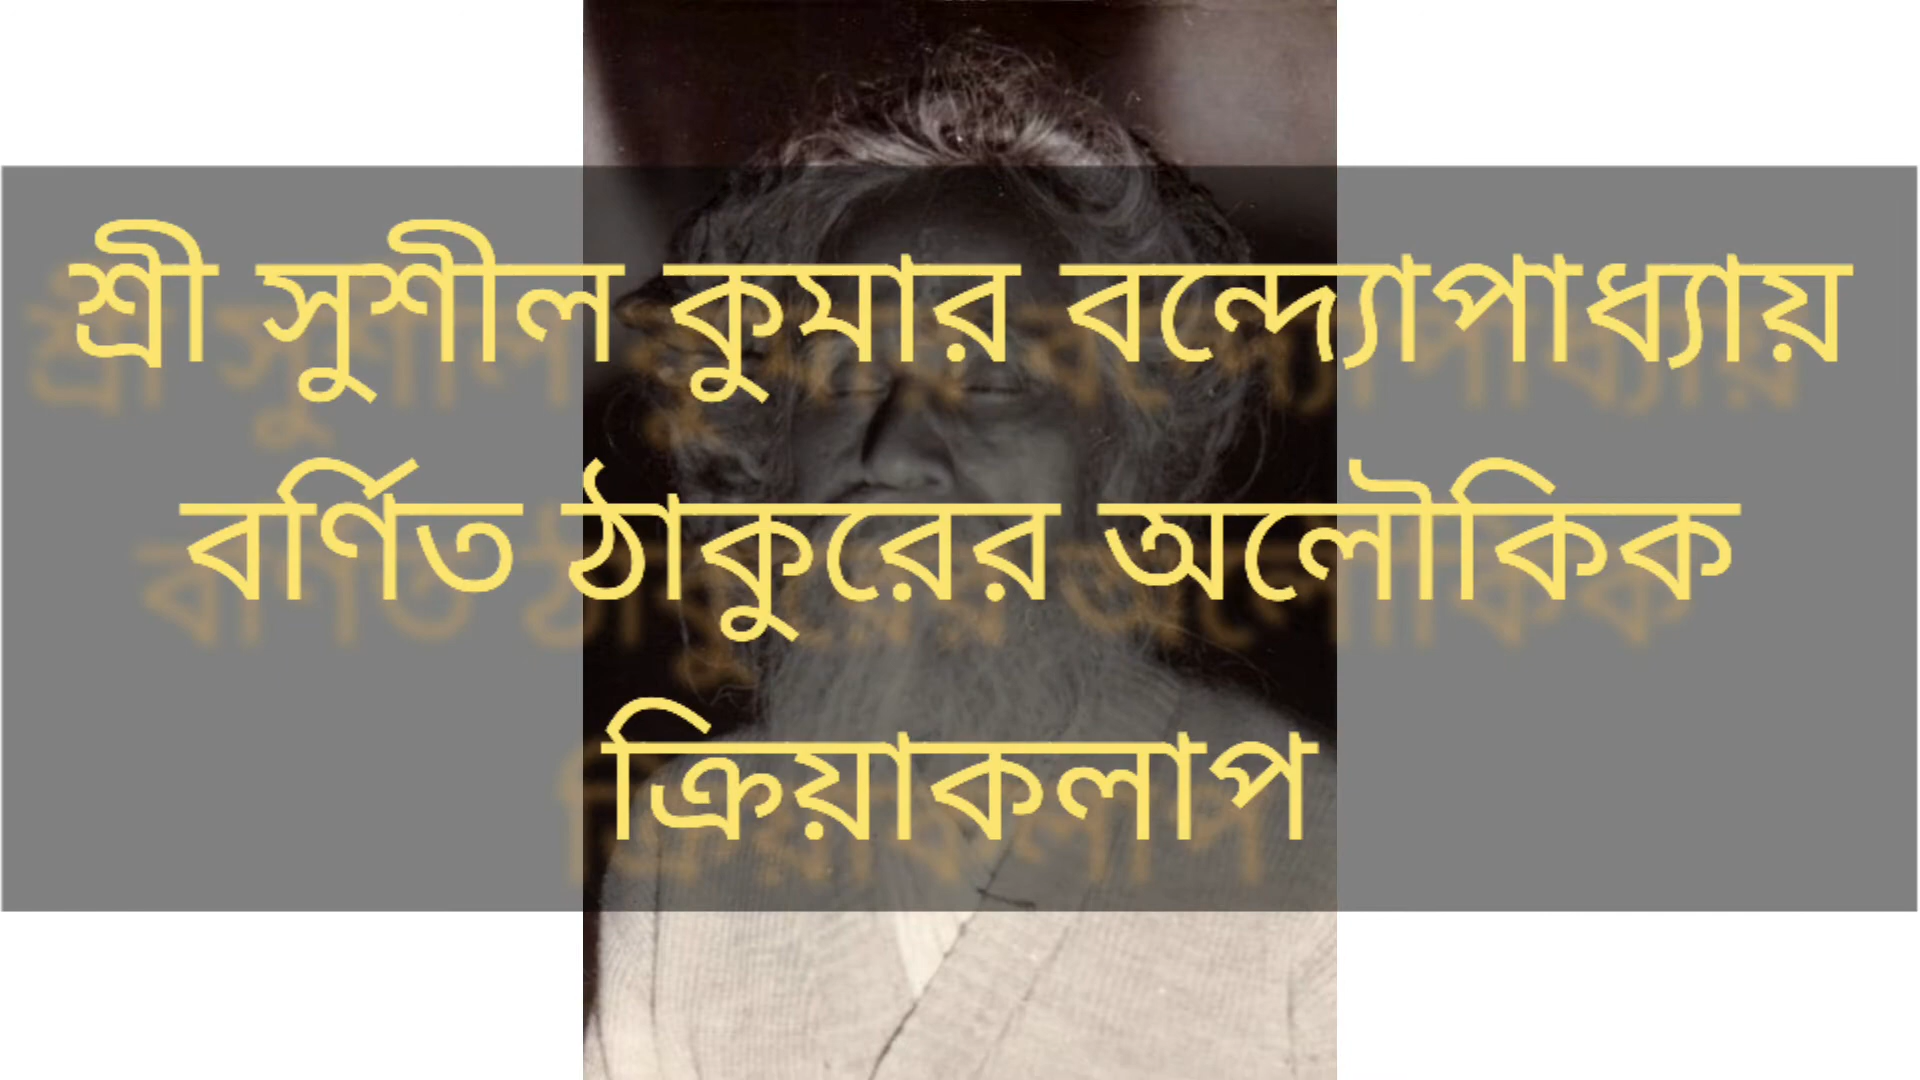 শ্রী সুশীল কুমার বন্দ্যোপাধ্যায়
বর্ণিত ঠাকুরের অলৌকিক
ক্রিয়াকলাপ